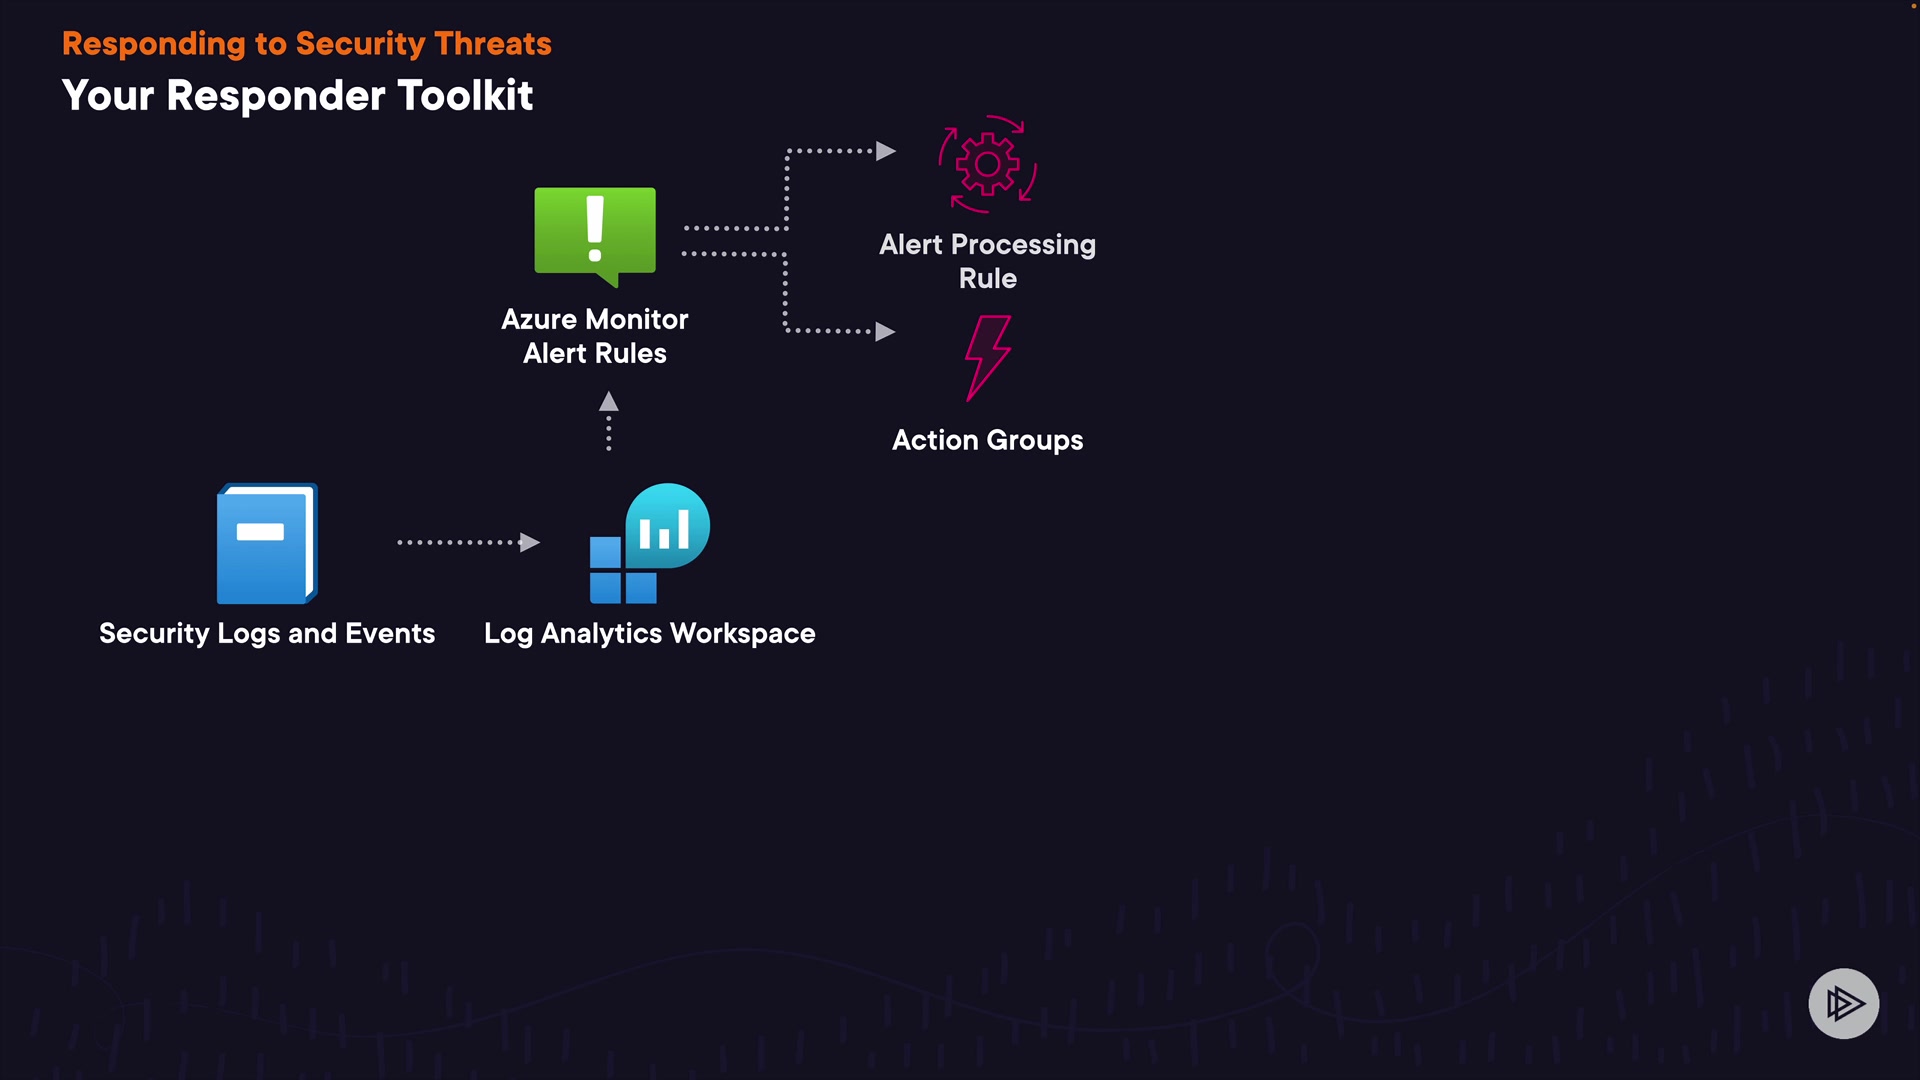 Responding to Security Threats
Your Responder Toolkit
Alert Processing
Rule
Azure Monitor
Alert Rules
Action Groups
Security Logs and Events
Log Analytics Workspace